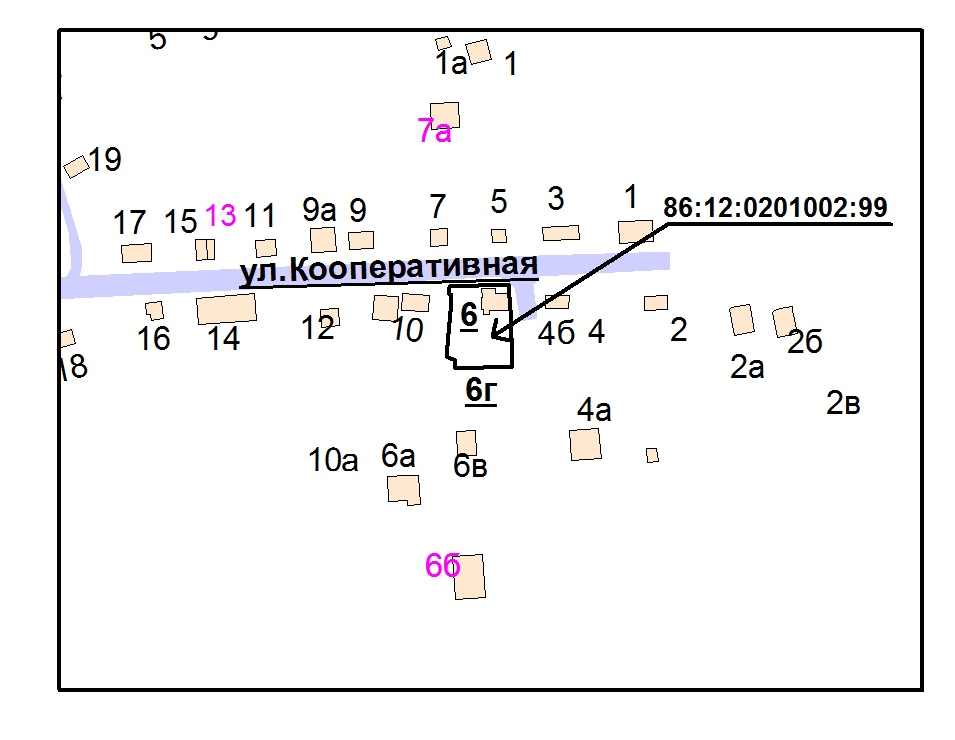 5
1а 1
7а
19
17 15 13 11 9а 9 7 5 3 1
86:12:0201002:99
ул.Кооперативная
16 14 12 10 6 4б 4 2 2б
18
2а
6г
2в
4а
10а 6а 6в
6б